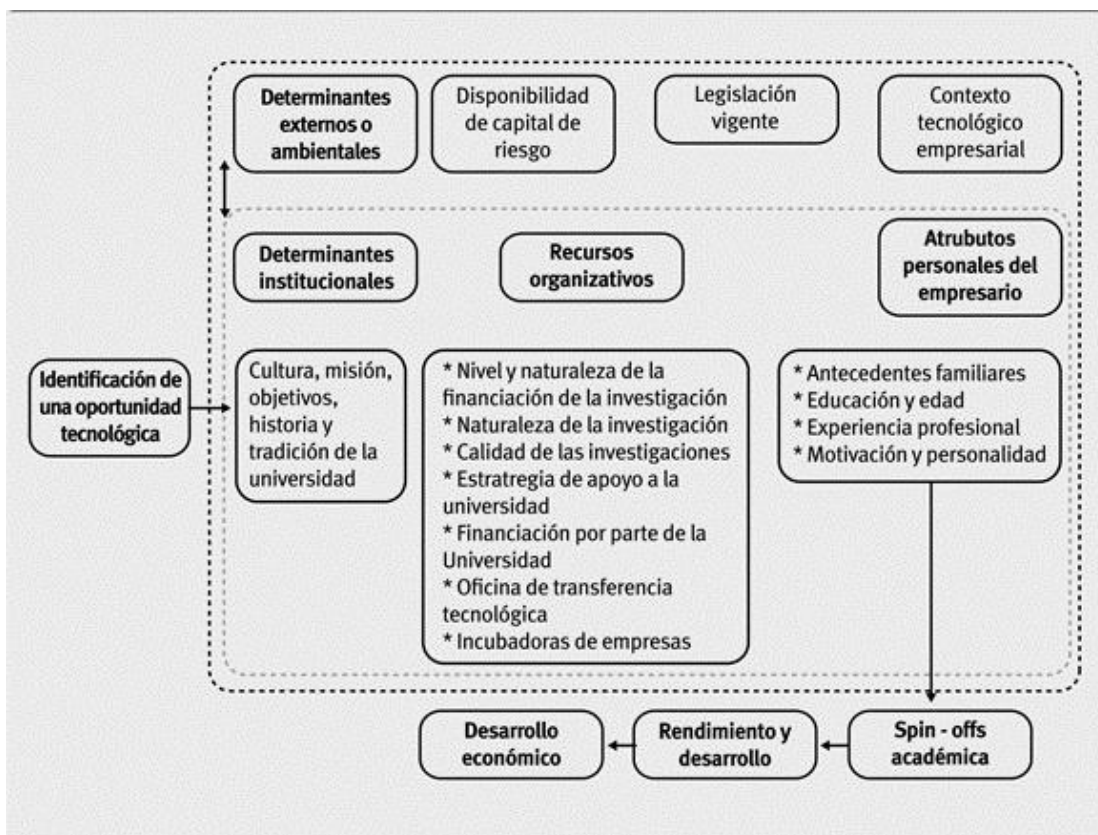 Determinantes
externos o
ambientales
Disponibilidad
de capital de
riesgo
Legislación
vigente
Contexto
tecnológico
empresarial
Determinantes
institucionales
Recursos
organizativos
Atrubutos
personales del
empresario
Identificación de
una oportunidad
tecnológica
Cultura, misión,
objetivos,
historia y
tradición de la
universidad
* Nivel y naturaleza de la
financiación de la investigación
* Naturaleza de la investigación
* Calidad de las investigaciones
* Estratregia de apoyo a la
universidad
* Financiación por parte de la
Universidad
* Oficina de transferencia
tecnológica
* Incubadoras de empresas
* Antecedentes familiares
* Educación y edad
* Experiencia profesional
* Motivación y personalidad
Desarrollo
económico
Rendimiento y
desarrollo
Spin - offs
académica